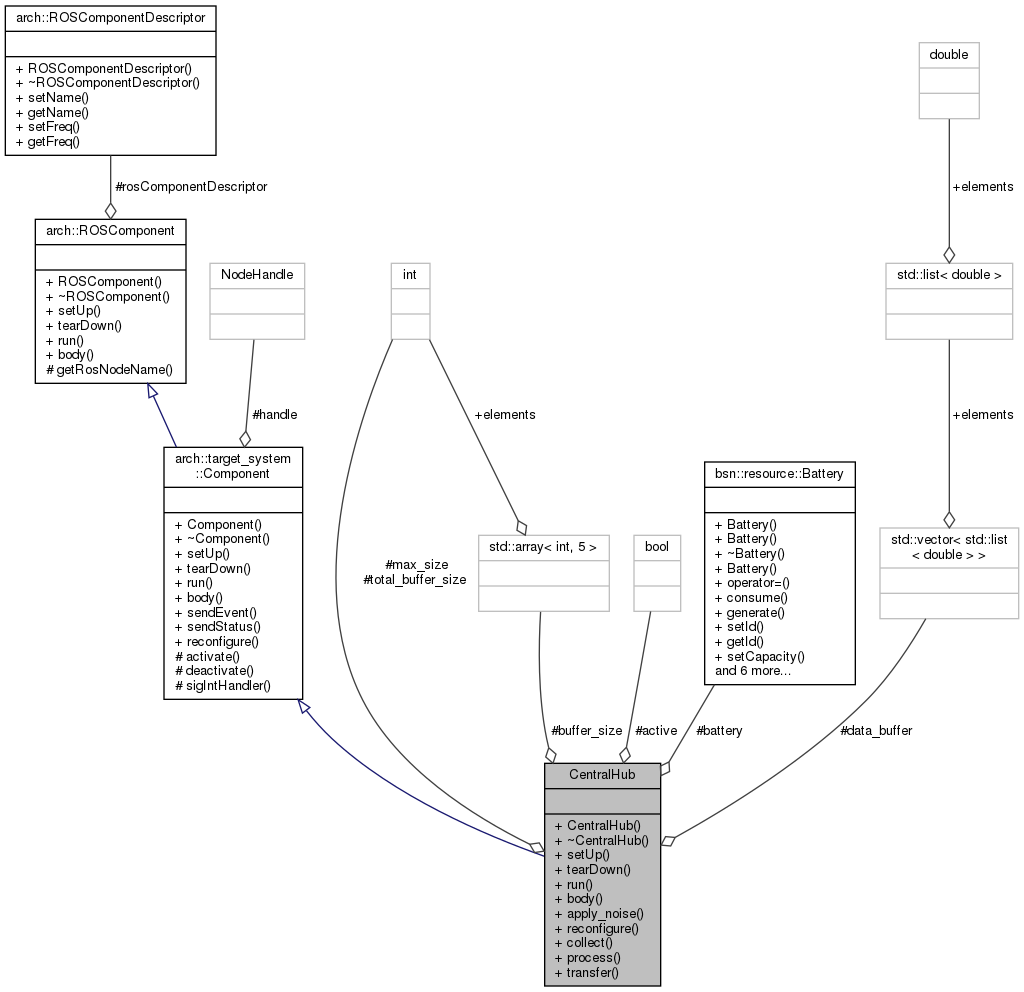 arch::ROSComponentDescriptor
+ ROSComponentDescriptor()
+ ~ROSComponentDescriptor()
+ setName()
+ getName()
+ setFreq()
+ getFreq()
#rosComponentDescriptor
arch::ROSComponent
+ ROSComponent()
+ ~ROSComponent()
+ setUp()
+ tearDown()
+ run()
+ body()
# getRosNodeName()
NodeHandle
#handle
arch::target_system
::Component
+ Component()
+ ~Component()
+ setUp()
+ tearDown()
+ run()
+ body()
+ sendEvent()
+ sendStatus()
+ reconfigure()
# activate()
# deactivate()
# sigIntHandler()
int
+elements
#max_size
#total_buffer_size
std::array< int, 5 >
#buffer_size
bool
#active
bsn::resource::Battery
+ Battery()
+ Battery()
+ ~Battery()
+ Battery()
+ operator=()
+ consume()
+ generate()
+ setId()
+ getId()
+ setCapacity()
and 6 more...
#battery
double
+elements
std::list< double >
+elements
std::vector< std::list
< double > >
#data_buffer
CentralHub
+ CentralHub()
+ ~CentralHub()
+ setUp()
+ tearDown()
+ run()
+ body()
+ apply_noise()
+ reconfigure()
+ collect()
+ process()
+ transfer()